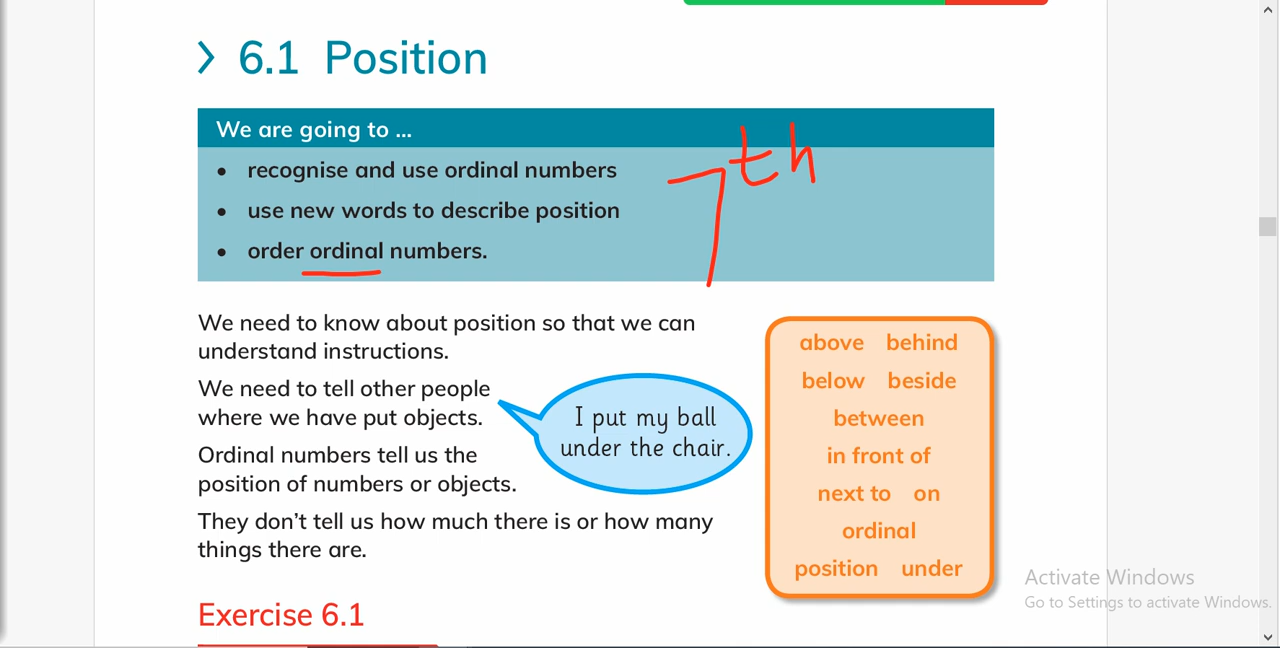 6.1 Position
We are going to ...
• recognise and use ordinal numbers
• use new words to describe position
• order ordinal numbers.
7th
We need to know about position so that we can
understand instructions.
We need to tell other people
where we have put objects.
I put my ball
under the chair.
Ordinal numbers tell us the
position of numbers or objects.
They don't tell us how much there is or how many
things there are.
above behind
below beside
between
in front of
next to on
ordinal
position under
Exercise 6.1
Activate Windows
Go to Settings to activate Windows.